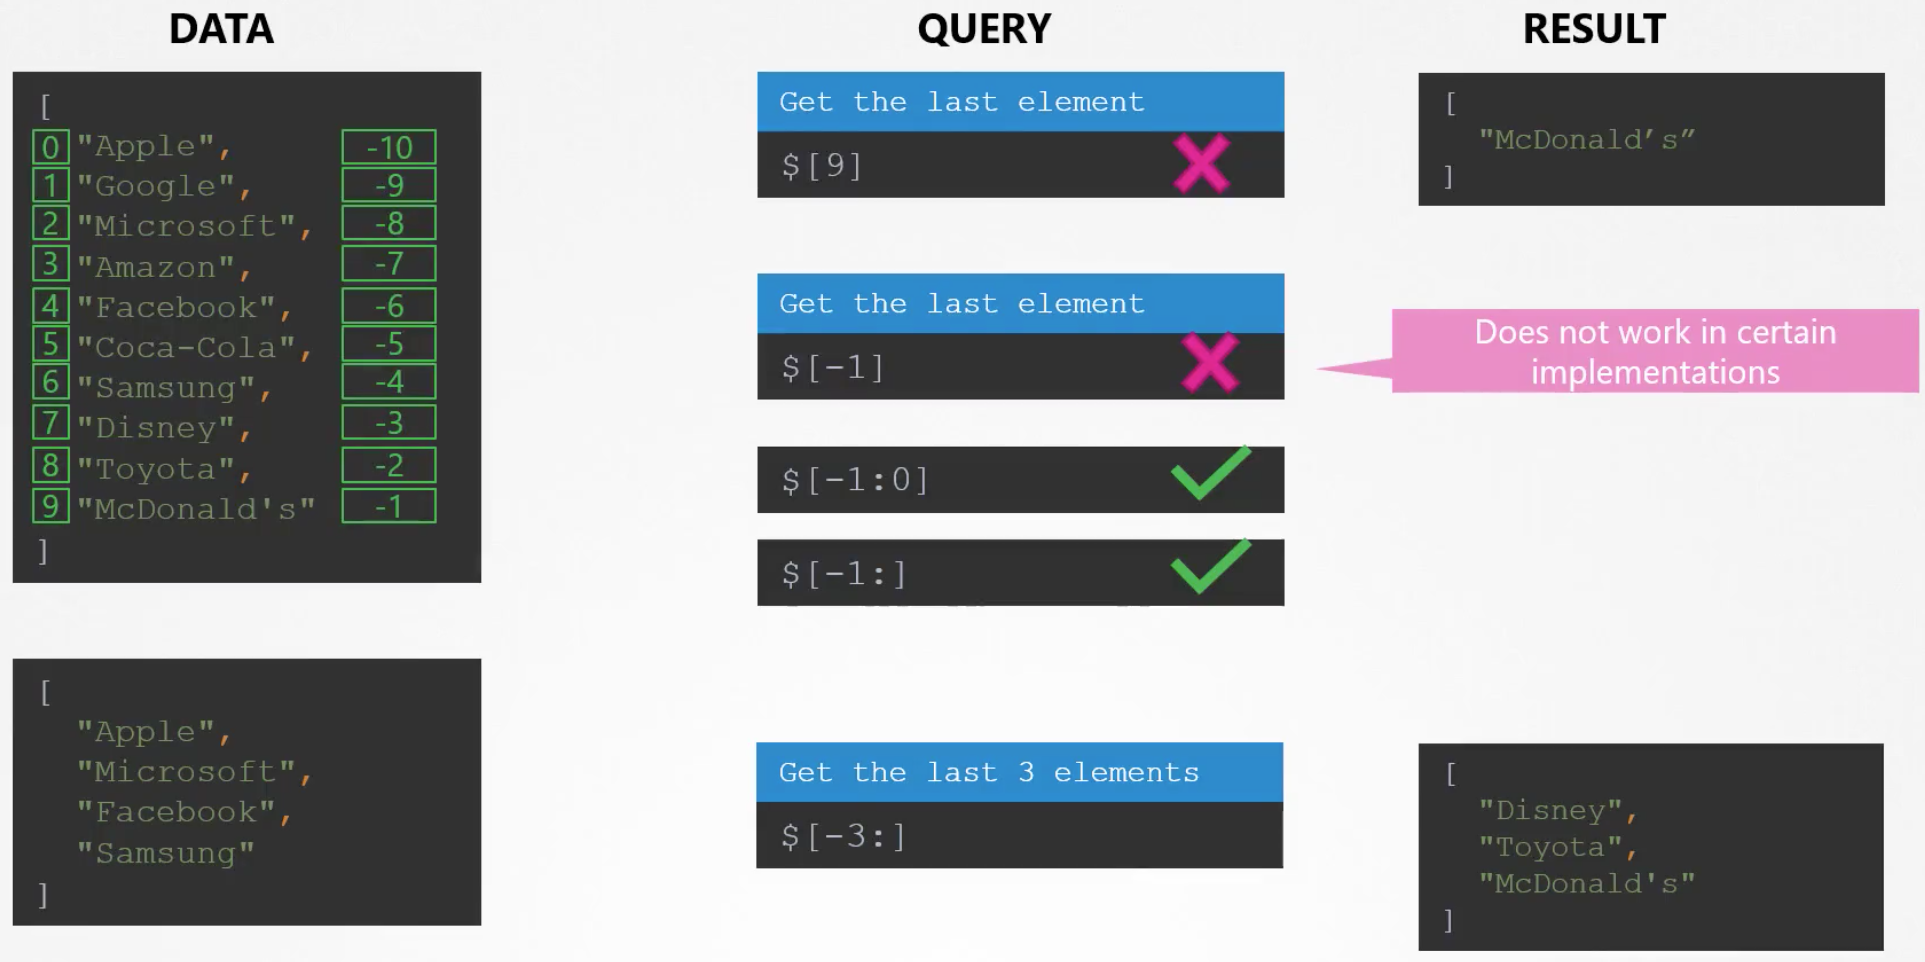 DATA
[
0 "Apple", -10
1 "Google", -9
2 "Microsoft", -8
3 "Amazon", -7
4 "Facebook", -6
5 "Coca-Cola", -5
6 "Samsung", -4
7 "Disney", -3
8 "Toyota", -2
9 "McDonald's" -1
]
[
"Apple",
"Microsoft",
"Facebook",
"Samsung"
]
QUERY
Get the last element
$[9]
Get the last element
$[-1]
$[-1:0]
$[-1:]
Get the last 3 elements
$[-3:]
RESULT
[
"McDonald’s”
]
Does not work in certain
implementations
[
"Disney",
"Toyota",
"McDonald's"
]